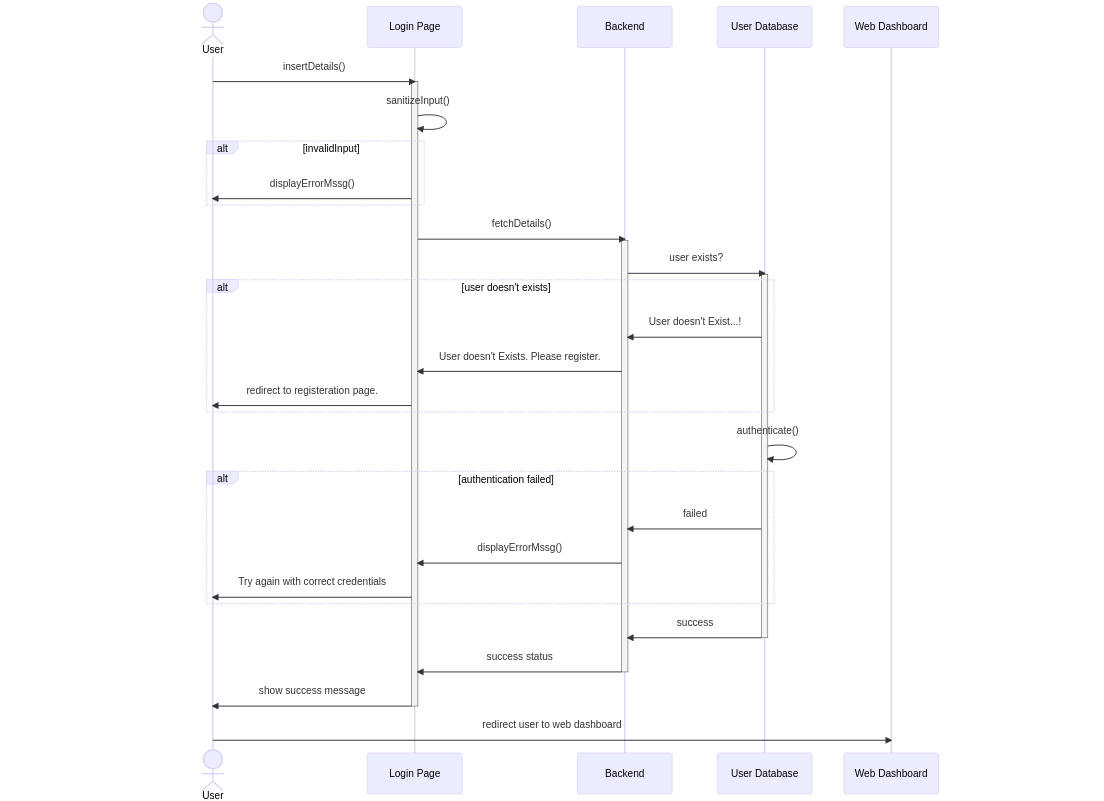 User
Login Page
Backend
User Database
Web Dashboard
insertDetails()
sanitizeInput()
alt
[invalidInput]
displayErrorMssg()
fetchDetails()
user exists?
alt
[user doesn't exists]
User doesn't Exist...!
User doesn't Exists. Please register.
redirect to registeration page.
authenticate()
alt
[authentication failed]
failed
displayErrorMssg()
Try again with correct credentials
success
success status
show success message
redirect user to web dashboard
User
Login Page
Backend
User Database
Web Dashboard